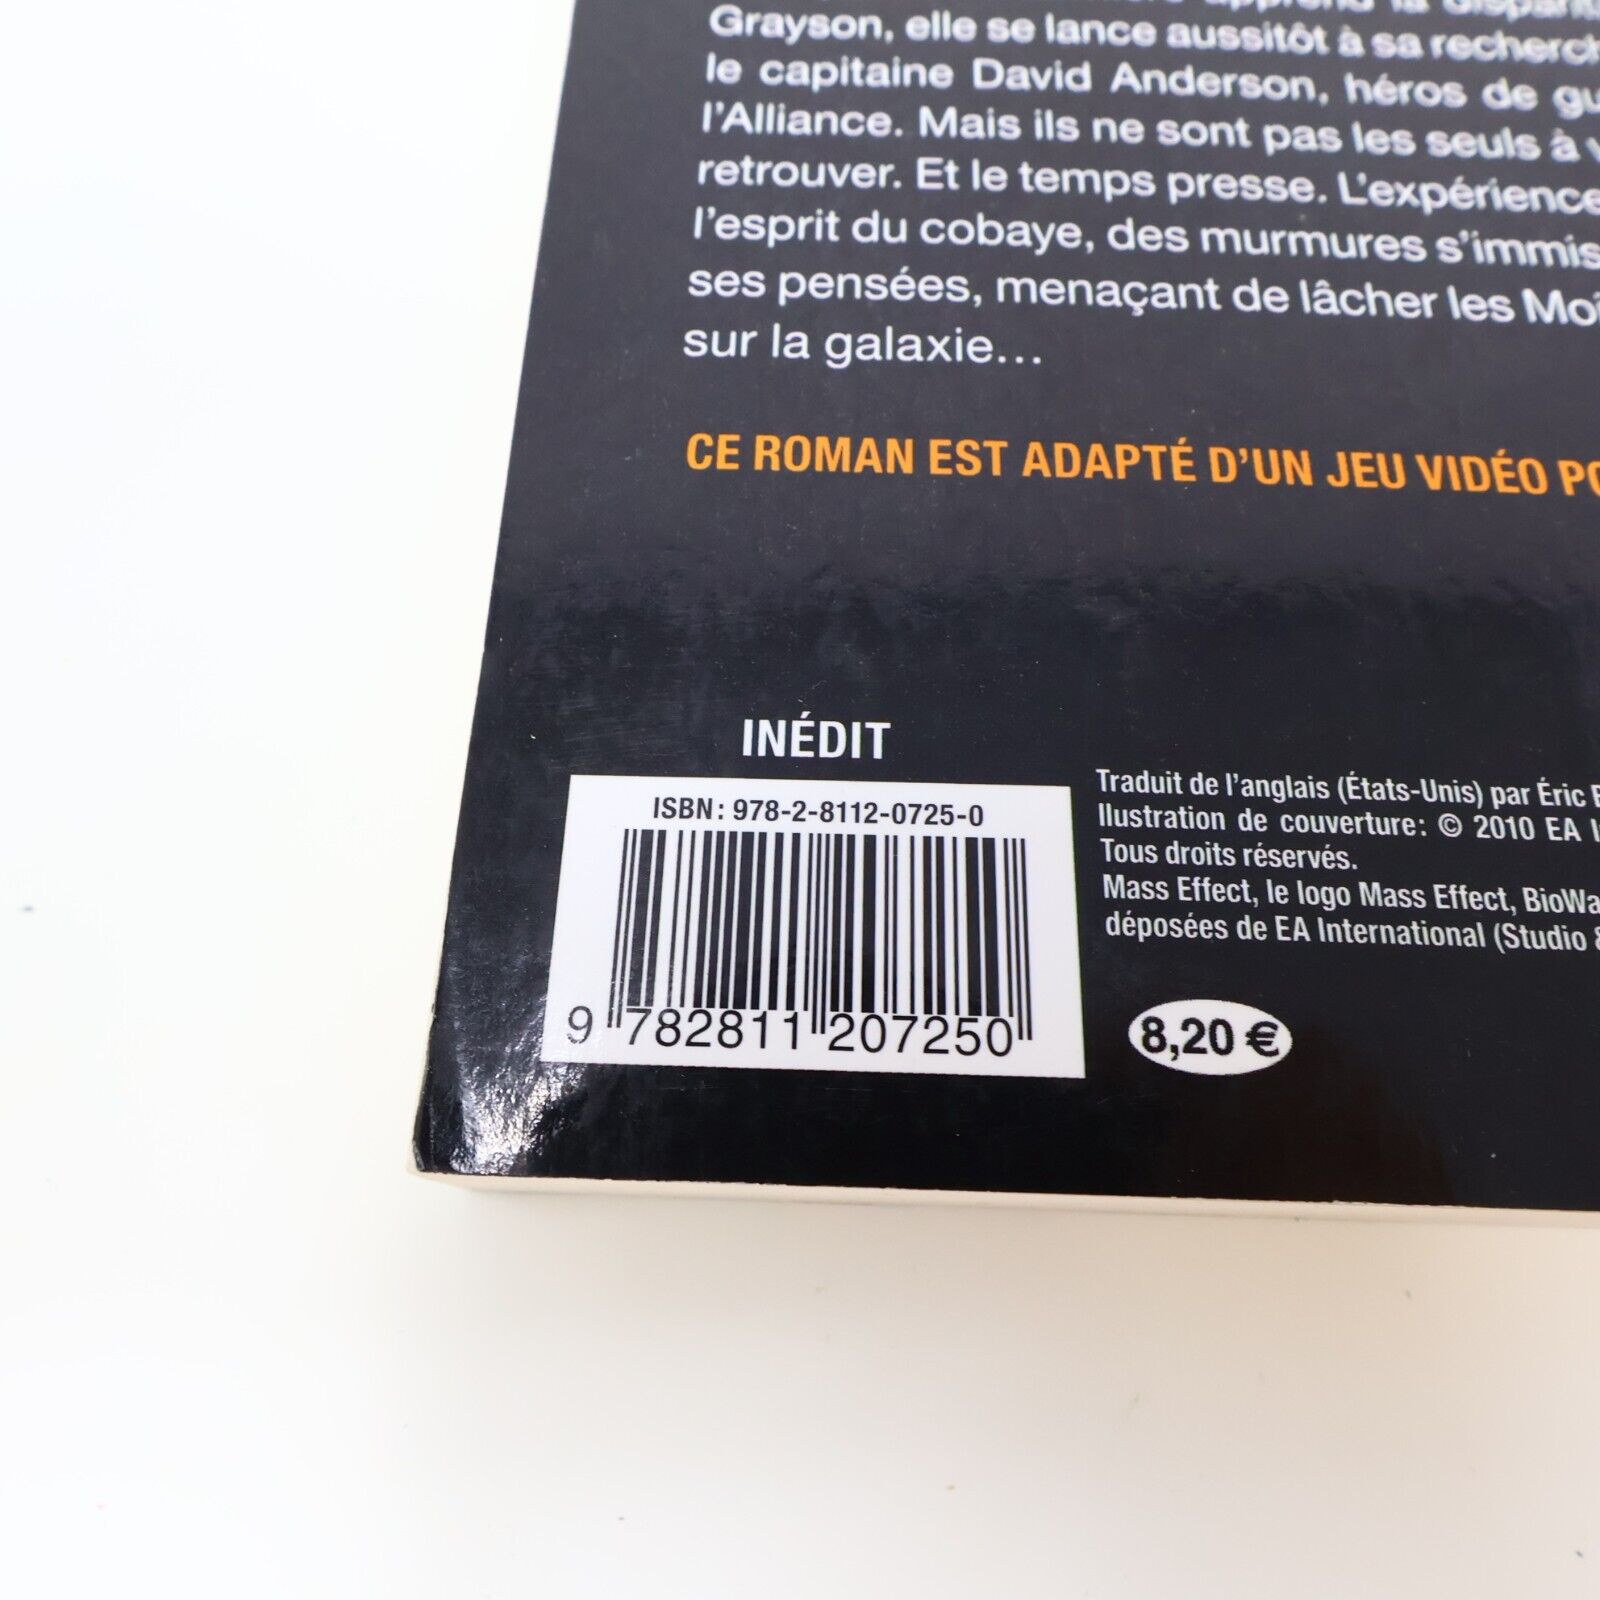 apprend la
Grayson, elle se lance aussitôt à sa
le capitaine David Anderson, héros de
l'Alliance. Mais ils ne sont pas les seuls à
retrouver. Et le temps presse. L'expérience
l'esprit du cobaye, des murmures
ses pensées, menaçant de lâcher les
sur la galaxie...
CE ROMAN EST ADAPTÉ D'UN JEU VIDÉO
INÉDIT
ISBN: 978-2-8112-0725-0
9 782811 207250
Traduit de l'anglais (États-Unis) par Éric
Illustration de couverture: © 2010 EA
Tous droits réservés.
Mass Effect, le logo Mass Effect,
déposées de EA International (Studio &
8,20 €